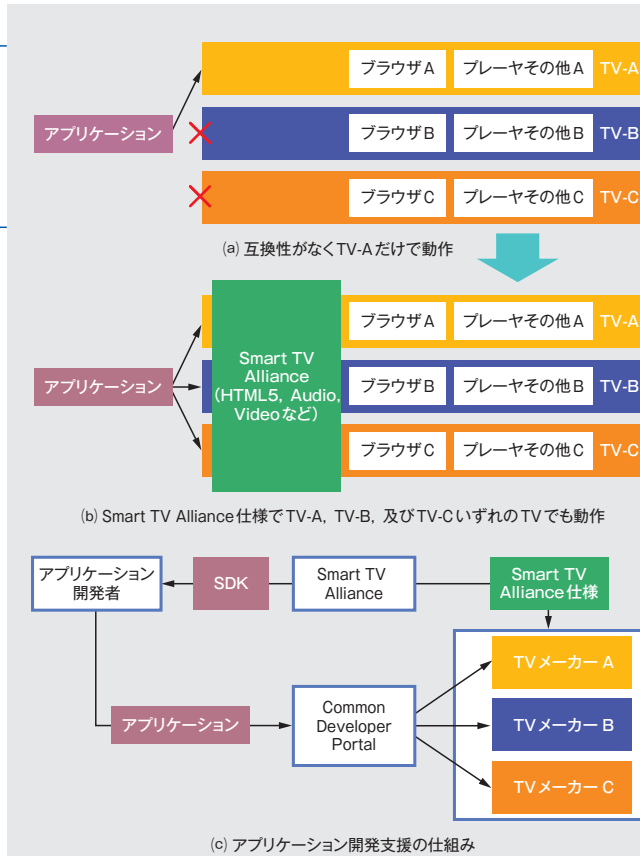 ブラウザA プレーヤその他A TV-A
アプリケーション
ブラウザB プレーヤその他B TV-B
ブラウザC プレーヤその他C TV-C
(a) 互換性がなくTV-Aだけで動作
ブラウザA プレーヤその他A TV-A
アプリケーション
Smart TV
Alliance
(HTML5, Audio,
Videoなど)
ブラウザB プレーヤその他B TV-B
ブラウザC プレーヤその他C TV-C
(b) Smart TV Alliance仕様でTV-A, TV-B, 及びTV-CいずれのTVでも動作
アプリケーション
開発者
SDK
Smart TV
Alliance
Smart TV
Alliance仕様
TVメーカー A
アプリケーション
Common
Developer
Portal
TVメーカー B
TVメーカー C
(c) アプリケーション開発支援の仕組み